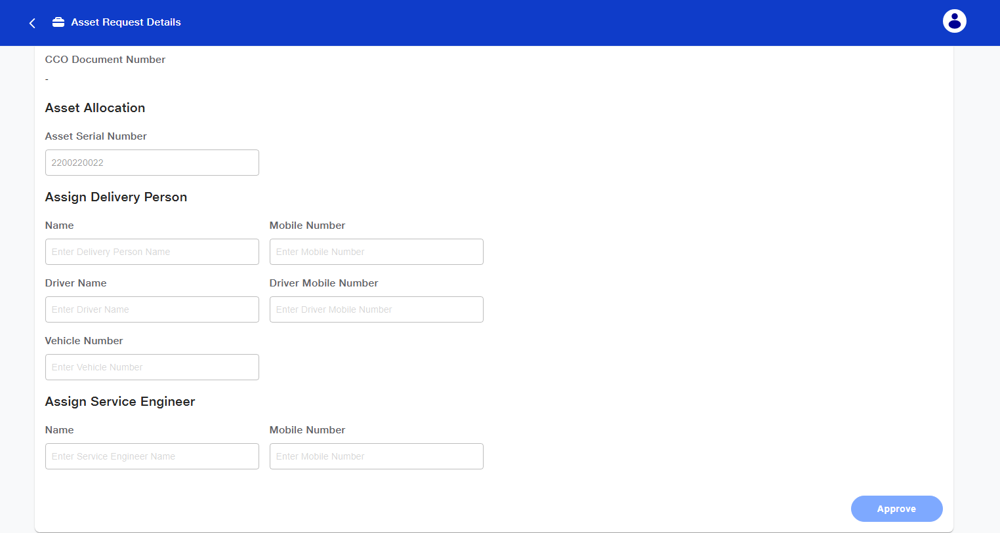 Asset Request Details
CCO Document Number
-
Asset Allocation
Asset Serial Number
2200220022
Assign Delivery Person
Name Mobile Number
Enter Delivery Person Name Enter Mobile Number
Driver Name Driver Mobile Number
Enter Driver Name Enter Driver Mobile Number
Vehicle Number
Enter Vehicle Number
Assign Service Engineer
Name Mobile Number
Enter Service Engineer Name Enter Mobile Number
Approve